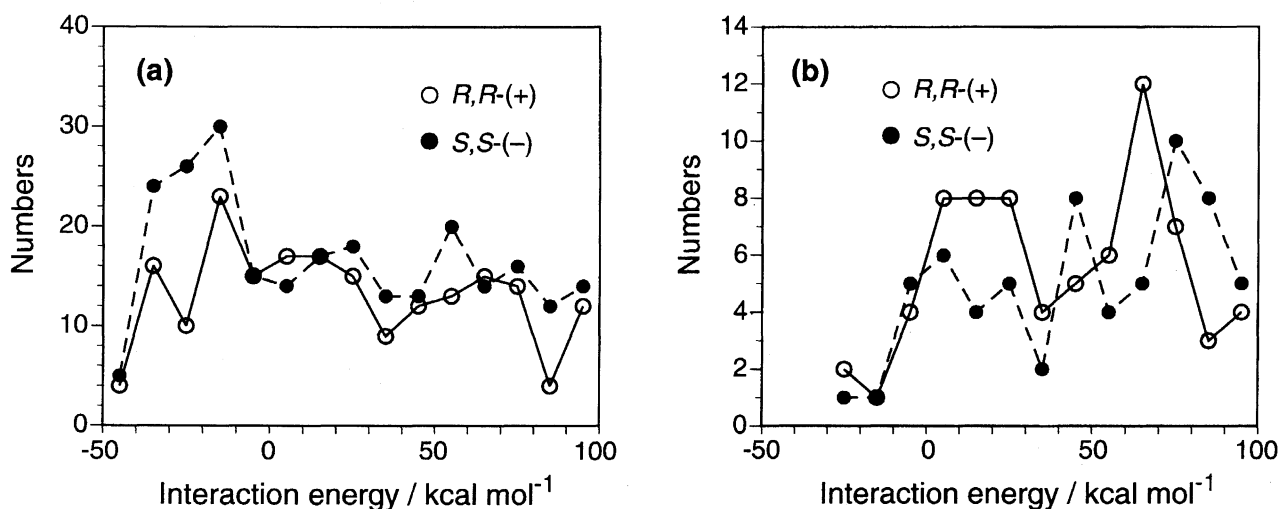 40
30
20
10
0
Numbers
(a)
R,R-(+)
S,S-(−)
-50
0
50
100
Interaction energy / kcal mol⁻¹
14
12
10
8
6
4
2
0
Numbers
(b)
R,R-(+)
S,S-(−)
-50
0
50
100
Interaction energy / kcal mol⁻¹